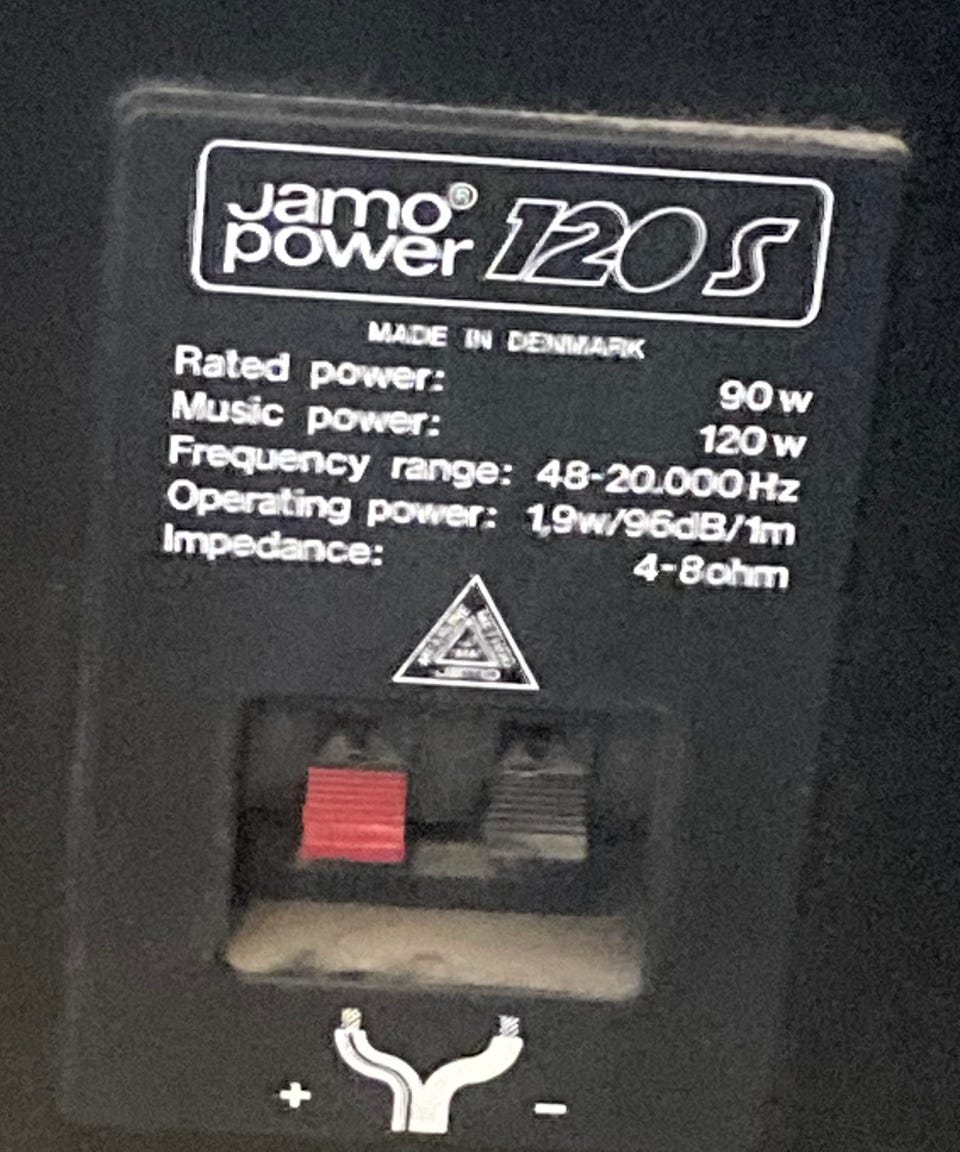 Jamo®
power 120 S
MADE IN DENMARK
Rated power: 90 w
Music power: 120 w
Frequency range: 48-20.000 Hz
Operating power: 1,9w/96dB/1m
Impedance: 4-8ohm
+ -